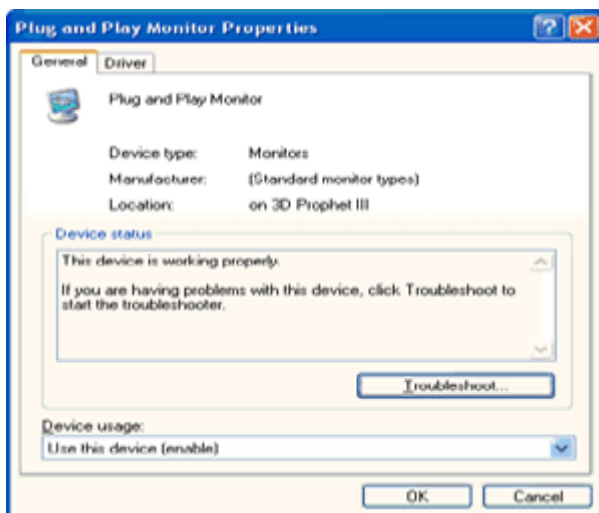 Plug and Play Monitor Properties
General Driver
Plug and Play Monitor
Device type: Monitors
Manufacturer: (Standard monitor types)
Location: on 3D Prophet III
Device status
This device is working properly.
If you are having problems with this device, click Troubleshoot to
start the troubleshooter.
Troubleshoot...
Device usage:
Use this device (enable)
OK Cancel